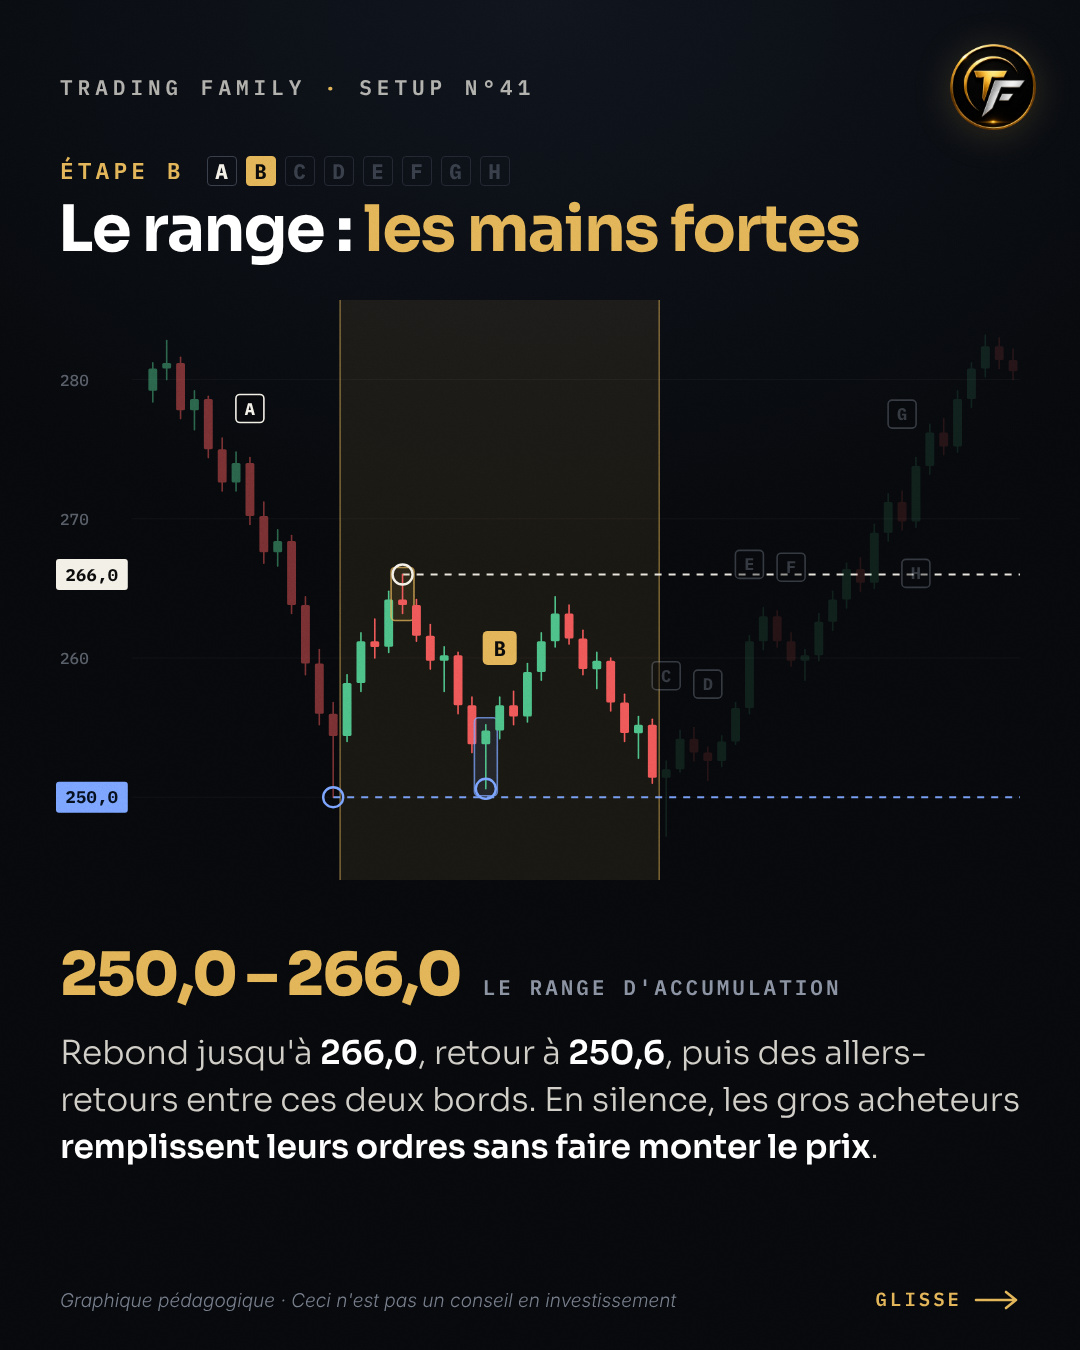 TRADING FAMILY · SETUP N°41
TF
ÉTAPE B A B C D E F G H
Le range : les mains fortes
280
A
G
270
266,0
E F H
260
B
C D
250,0
250,0 – 266,0 LE RANGE D'ACCUMULATION
Rebond jusqu'à 266,0, retour à 250,6, puis des allers-
retours entre ces deux bords. En silence, les gros acheteurs
remplissent leurs ordres sans faire monter le prix.
Graphique pédagogique · Ceci n'est pas un conseil en investissement
GLISSE →